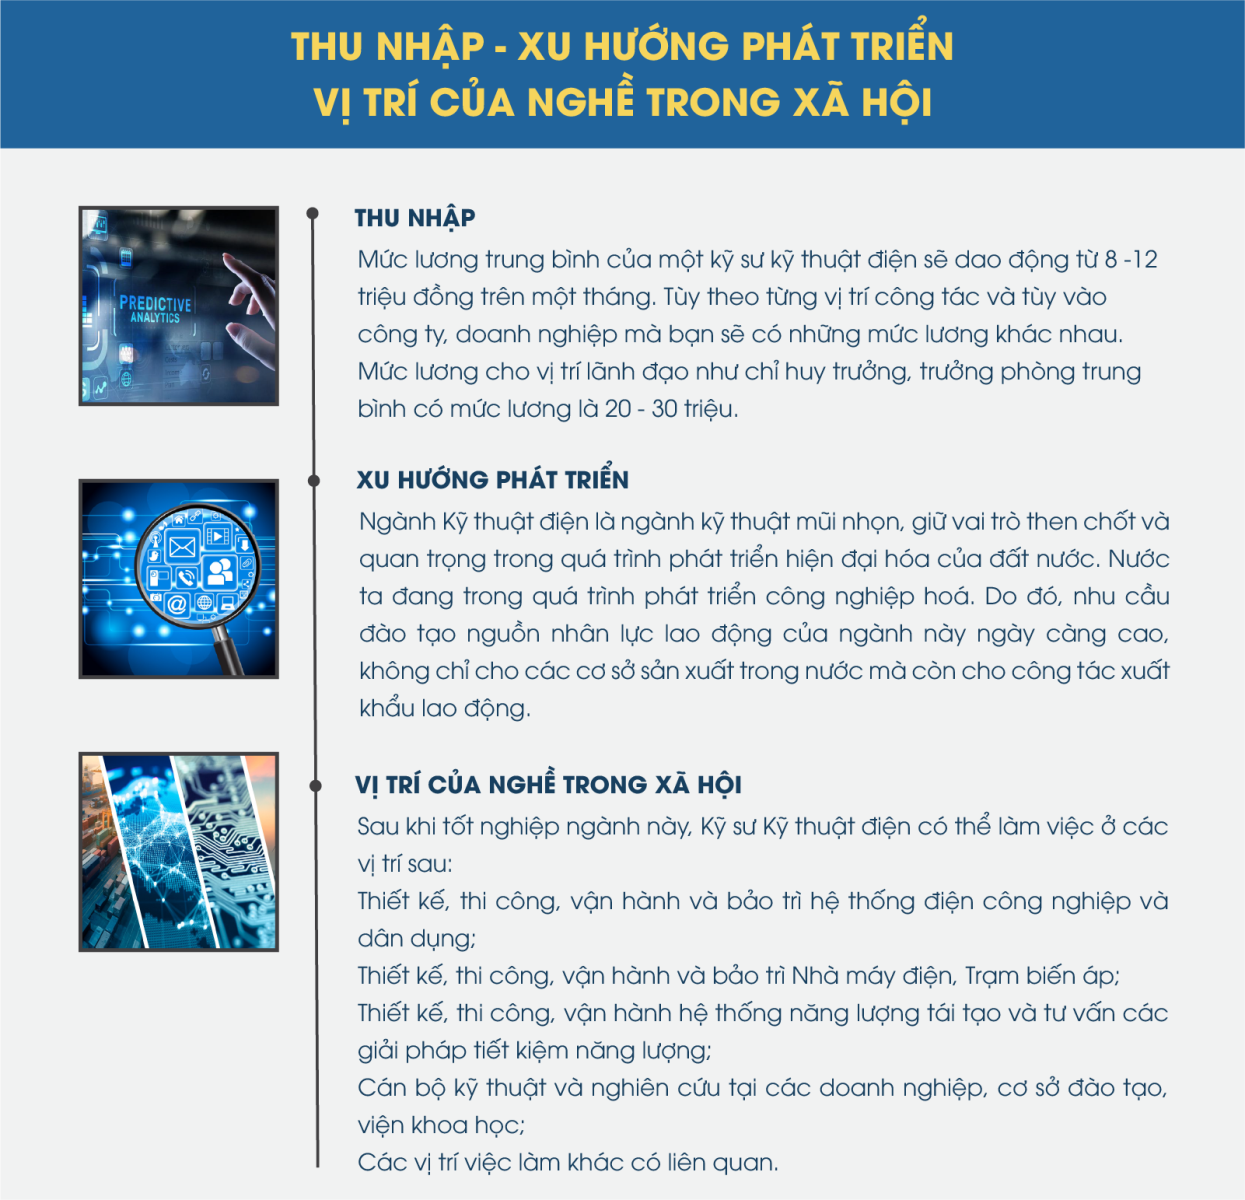 THU NHẬP - XU HƯỚNG PHÁT TRIỂN
VỊ TRÍ CỦA NGHỀ TRONG XÃ HỘI
PREDICTIVE
ANALYTICS
THU NHẬP
Mức lương trung bình của một kỹ sư kỹ thuật điện sẽ dao động từ 8 -12
triệu đồng trên một tháng. Tùy theo từng vị trí công tác và tùy vào
công ty, doanh nghiệp mà bạn sẽ có những mức lương khác nhau.
Mức lương cho vị trí lãnh đạo như chỉ huy trưởng, trưởng phòng trung
bình có mức lương là 20 - 30 triệu.
XU HƯỚNG PHÁT TRIỂN
Ngành Kỹ thuật điện là ngành kỹ thuật mũi nhọn, giữ vai trò then chốt và
quan trọng trong quá trình phát triển hiện đại hóa của đất nước. Nước
ta đang trong quá trình phát triển công nghiệp hoá. Do đó, nhu cầu
đào tạo nguồn nhân lực lao động của ngành này ngày càng cao,
không chỉ cho các cơ sở sản xuất trong nước mà còn cho công tác xuất
khẩu lao động.
VỊ TRÍ CỦA NGHỀ TRONG XÃ HỘI
Sau khi tốt nghiệp ngành này, Kỹ sư Kỹ thuật điện có thể làm việc ở các
vị trí sau:
Thiết kế, thi công, vận hành và bảo trì hệ thống điện công nghiệp và
dân dụng;
Thiết kế, thi công, vận hành và bảo trì Nhà máy điện, Trạm biến áp;
Thiết kế, thi công, vận hành hệ thống năng lượng tái tạo và tư vấn các
giải pháp tiết kiệm năng lượng;
Cán bộ kỹ thuật và nghiên cứu tại các doanh nghiệp, cơ sở đào tạo,
viện khoa học;
Các vị trí việc làm khác có liên quan.